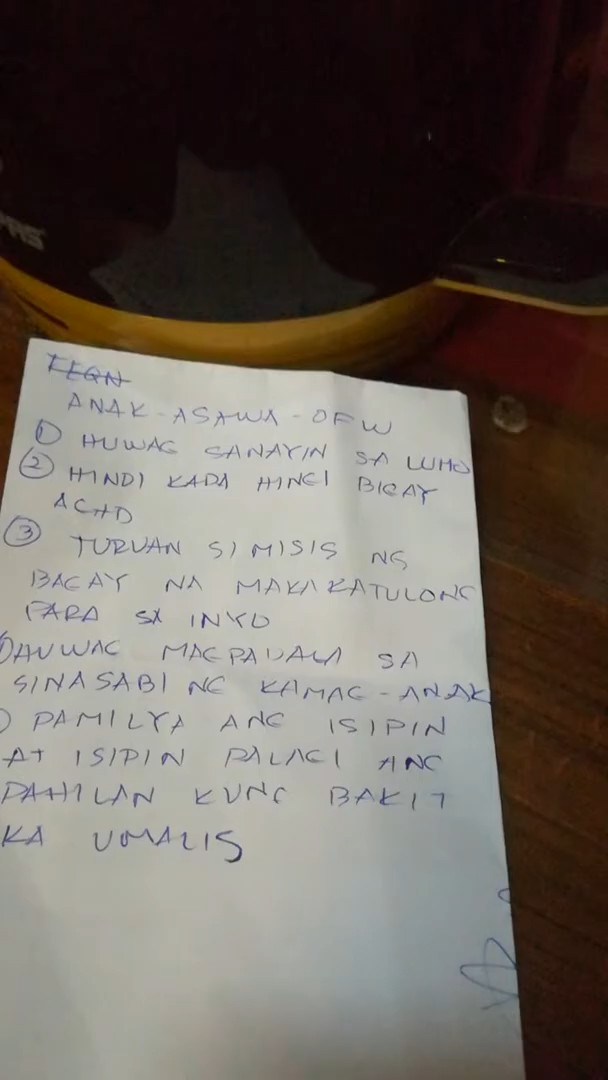 ANAK-ASAWA-OFW
① HUWAG SANAYIN SA LUHO
② HINDI KADA HINGI BIGAY
AGAD
③ TURUAN SI MISIS NG
BAGAY NA MAKAKATULONG
PARA SA INYO
HUWAG MAGPADALA SA
SINASABI NG KAMAG-ANAK
PAMILYA ANG ISIPIN
AT ISIPIN PALAGI ANG
DAHILAN KUNG BAKIT
KA UMALIS